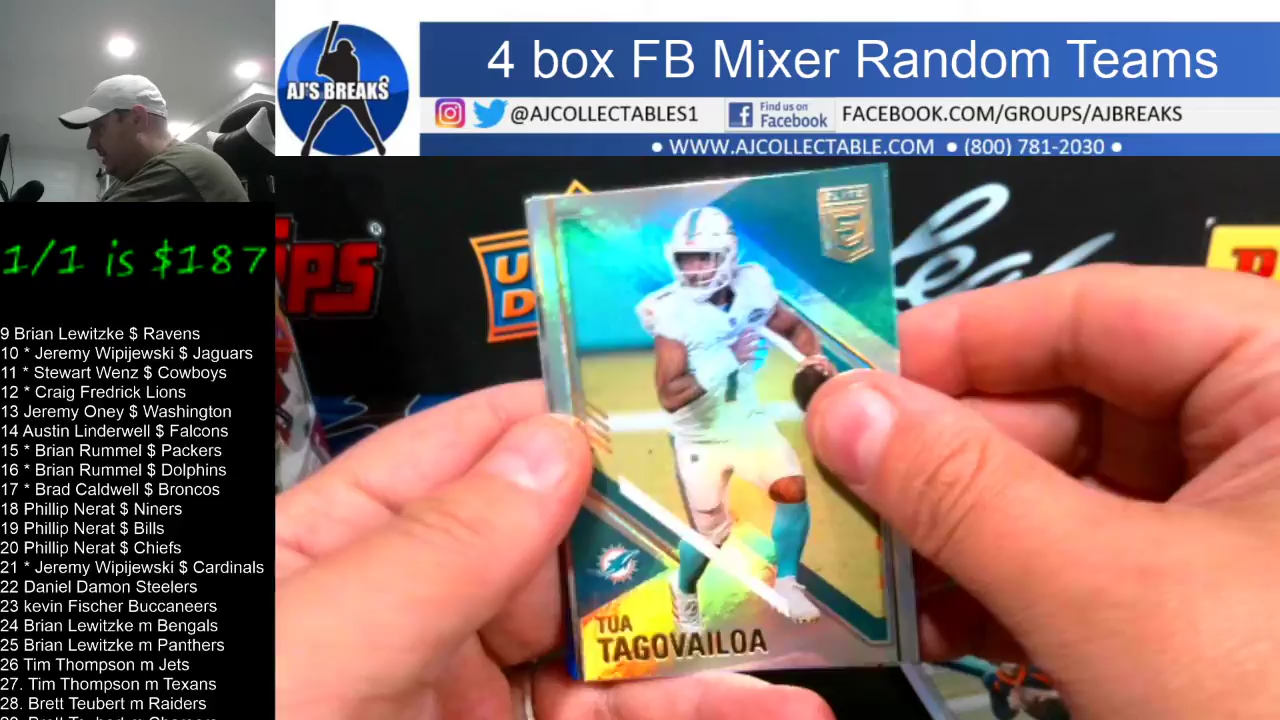 4 box FB Mixer Random Teams
AJ'S BREAKS
@AJCOLLECTABLES1
Find us on
Facebook
FACEBOOK.COM/GROUPS/AJBREAKS
• WWW.AJCOLLECTABLE.COM • (800) 781-2030 •
1/1 is $187
9 Brian Lewitzke $ Ravens
10 * Jeremy Wipijewski $ Jaguars
11 * Stewart Wenz $ Cowboys
12 * Craig Fredrick Lions
13 Jeremy Oney $ Washington
14 Austin Linderwell $ Falcons
15 * Brian Rummel $ Packers
16 * Brian Rummel $ Dolphins
17 * Brad Caldwell $ Broncos
18 Phillip Nerat $ Niners
19 Phillip Nerat $ Bills
20 Phillip Nerat $ Chiefs
21 * Jeremy Wipijewski $ Cardinals
22 Daniel Damon Steelers
23 kevin Fischer Buccaneers
24 Brian Lewitzke m Bengals
25 Brian Lewitzke m Panthers
26 Tim Thompson m Jets
27. Tim Thompson m Texans
28. Brett Teubert m Raiders
ELITE
1
TUA
TAGOVAILOA